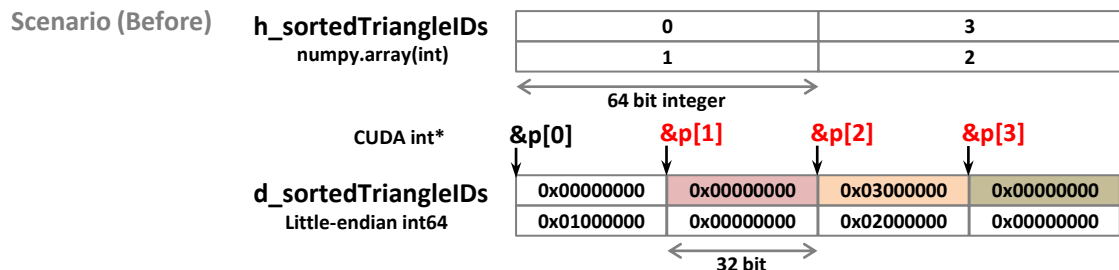 Scenario (Before)
h_sortedTriangleIDs 0 3
numpy.array(int) 1 2
64 bit integer
CUDA int* &p[0] &p[1] &p[2] &p[3]
d_sortedTriangleIDs 0x00000000 0x00000000 0x03000000 0x00000000
Little-endian int64 0x01000000 0x00000000 0x02000000 0x00000000
32 bit